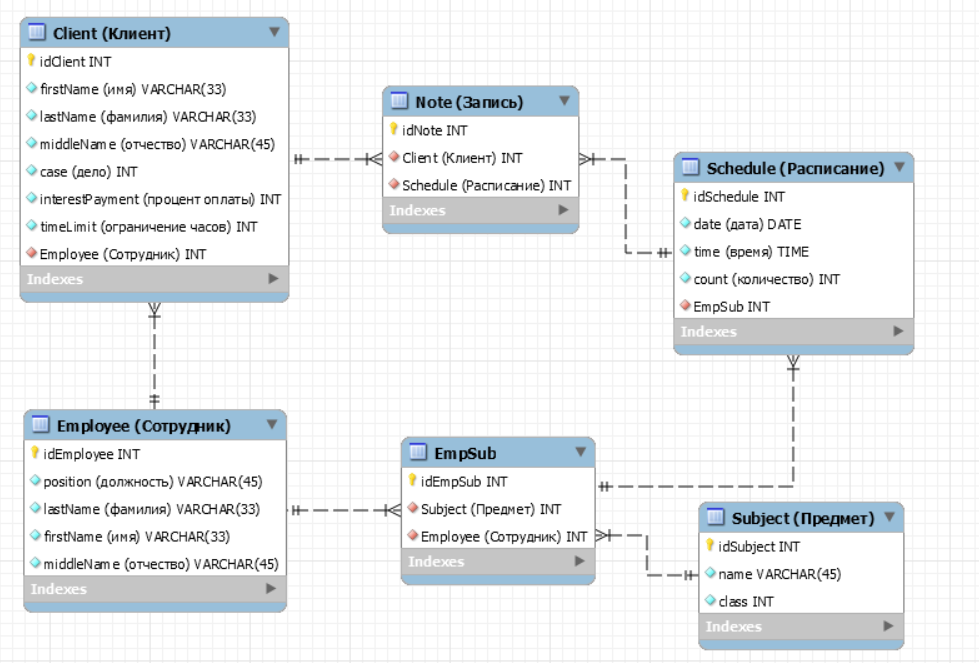 Client (Клиент)
idClient INT
firstName (имя) VARCHAR(33)
lastName (фамилия) VARCHAR(33)
middleName (отчество) VARCHAR(45)
case (дело) INT
interestPayment (процент оплаты) INT
timeLimit (ограничение часов) INT
Employee (Сотрудник) INT
Indexes
Note (Запись)
idNote INT
Client (Клиент) INT
Schedule (Расписание) INT
Indexes
Schedule (Расписание)
idSchedule INT
date (дата) DATE
time (время) TIME
count (количество) INT
EmpSub INT
Indexes
Employee (Сотрудник)
idEmployee INT
position (должность) VARCHAR(45)
lastName (фамилия) VARCHAR(33)
firstName (имя) VARCHAR(33)
middleName (отчество) VARCHAR(45)
Indexes
EmpSub
idEmpSub INT
Subject (Предмет) INT
Employee (Сотрудник) INT
Indexes
Subject (Предмет)
idSubject INT
name VARCHAR(45)
class INT
Indexes